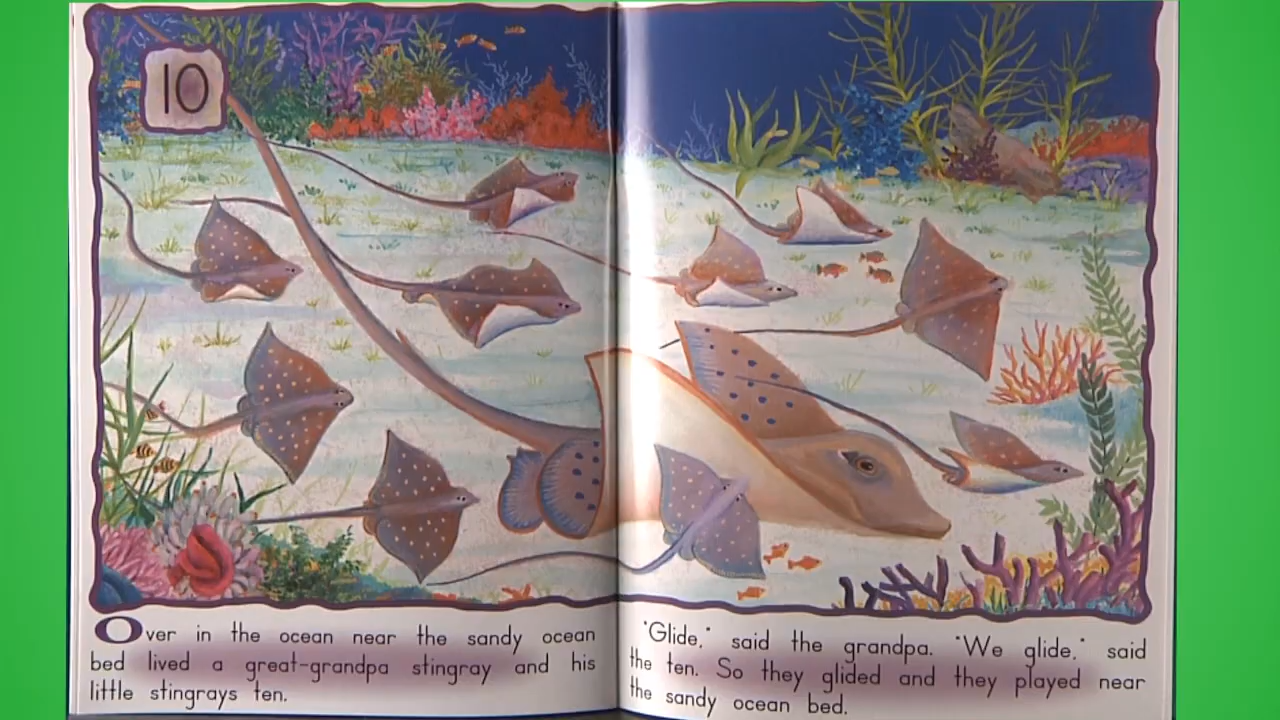 10
Over in the ocean near the sandy ocean
bed lived a great-grandpa stingray and his
little stingrays ten.
"Glide," said the grandpa. "We glide," said
the ten. So they glided and they played near
the sandy ocean bed.